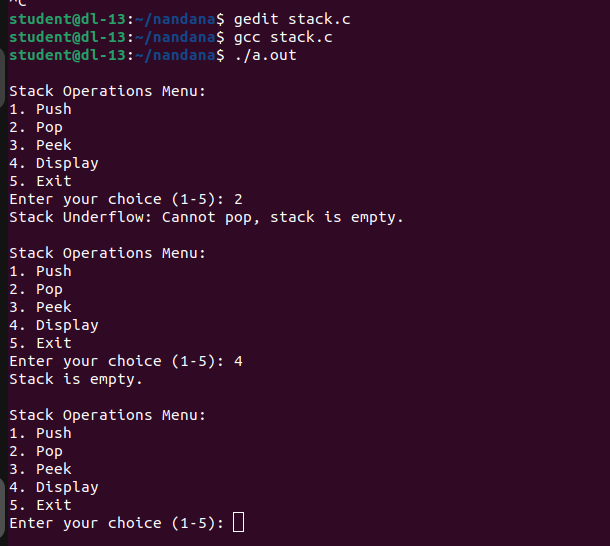 ^C
student@dl-13:~/nandana$ gedit stack.c
student@dl-13:~/nandana$ gcc stack.c
student@dl-13:~/nandana$ ./a.out
Stack Operations Menu:
1. Push
2. Pop
3. Peek
4. Display
5. Exit
Enter your choice (1-5): 2
Stack Underflow: Cannot pop, stack is empty.
Stack Operations Menu:
1. Push
2. Pop
3. Peek
4. Display
5. Exit
Enter your choice (1-5): 4
Stack is empty.
Stack Operations Menu:
1. Push
2. Pop
3. Peek
4. Display
5. Exit
Enter your choice (1-5):